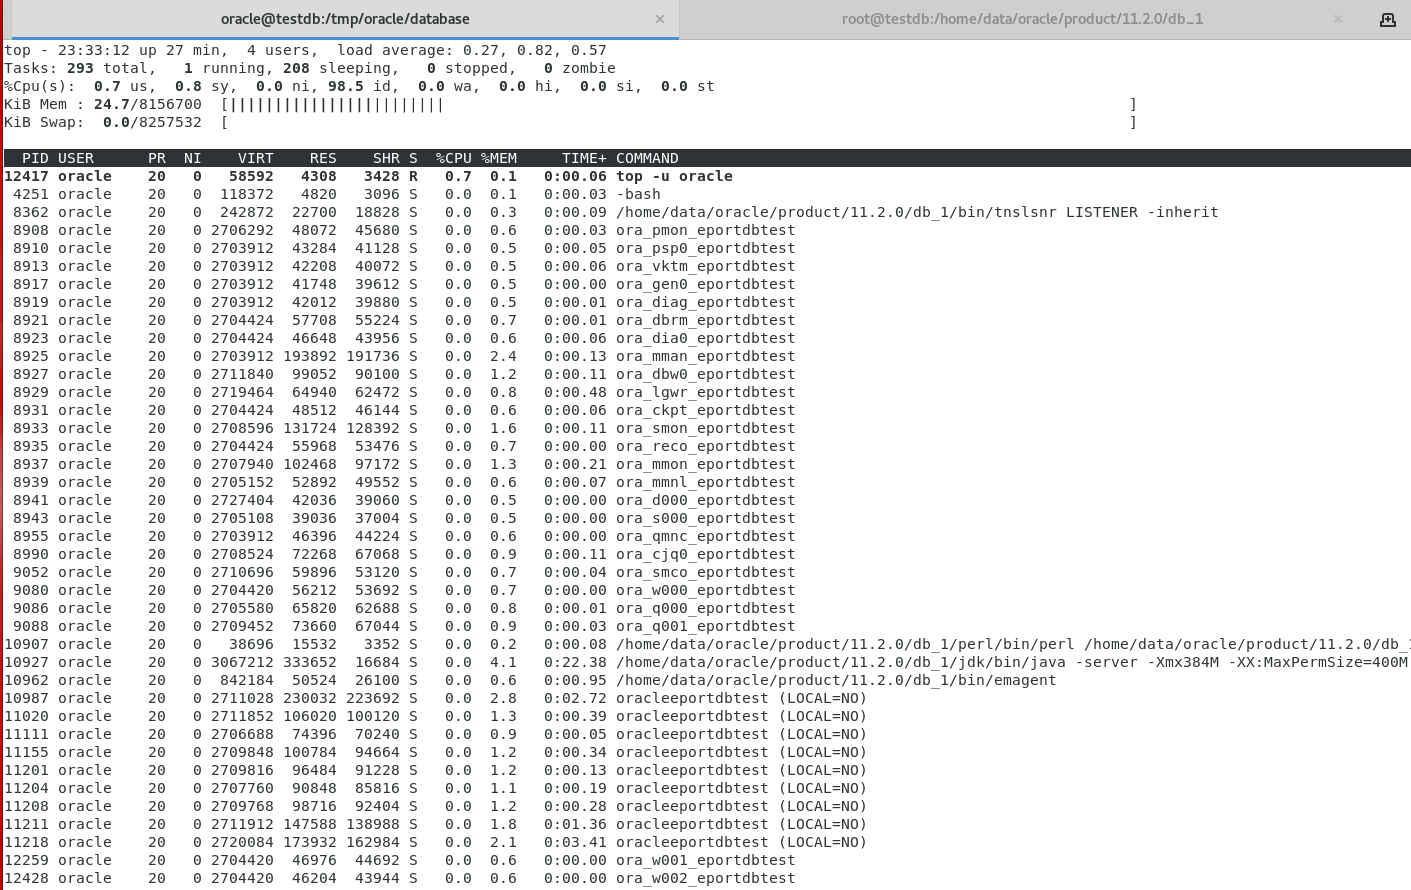 oracle@testdb:/tmp/oracle/database × root@testdb:/home/data/oracle/product/11.2.0/db_1 ×
top - 23:33:12 up 27 min,  4 users,  load average: 0.27, 0.82, 0.57
Tasks: 293 total,   1 running, 208 sleeping,   0 stopped,   0 zombie
%Cpu(s):  0.7 us,  0.8 sy,  0.0 ni, 98.5 id,  0.0 wa,  0.0 hi,  0.0 si,  0.0 st
KiB Mem : 24.7/8156700  [||||||||||||||||||||||||                                                                            ]
KiB Swap:  0.0/8257532  [                                                                                                    ]
PID USER      PR  NI    VIRT    RES    SHR S  %CPU %MEM     TIME+ COMMAND
12417 oracle    20   0   58592   4308   3428 R   0.7  0.1   0:00.06 top -u oracle
4251 oracle    20   0  118372   4820   3096 S   0.0  0.1   0:00.03 -bash
8362 oracle    20   0  242872  22700  18828 S   0.0  0.3   0:00.09 /home/data/oracle/product/11.2.0/db_1/bin/tnslsnr LISTENER -inherit
8908 oracle    20   0 2706292  48072  45680 S   0.0  0.6   0:00.03 ora_pmon_eportdbtest
8910 oracle    20   0 2703912  43284  41128 S   0.0  0.5   0:00.05 ora_psp0_eportdbtest
8913 oracle    20   0 2703912  42208  40072 S   0.0  0.5   0:00.06 ora_vktm_eportdbtest
8917 oracle    20   0 2703912  41748  39612 S   0.0  0.5   0:00.00 ora_gen0_eportdbtest
8919 oracle    20   0 2703912  42012  39880 S   0.0  0.5   0:00.01 ora_diag_eportdbtest
8921 oracle    20   0 2704424  57708  55224 S   0.0  0.7   0:00.01 ora_dbrm_eportdbtest
8923 oracle    20   0 2704424  46648  43956 S   0.0  0.6   0:00.06 ora_dia0_eportdbtest
8925 oracle    20   0 2703912 193892 191736 S   0.0  2.4   0:00.13 ora_mman_eportdbtest
8927 oracle    20   0 2711840  99052  90100 S   0.0  1.2   0:00.11 ora_dbw0_eportdbtest
8929 oracle    20   0 2719464  64940  62472 S   0.0  0.8   0:00.48 ora_lgwr_eportdbtest
8931 oracle    20   0 2704424  48512  46144 S   0.0  0.6   0:00.06 ora_ckpt_eportdbtest
8933 oracle    20   0 2708596 131724 128392 S   0.0  1.6   0:00.11 ora_smon_eportdbtest
8935 oracle    20   0 2704424  55968  53476 S   0.0  0.7   0:00.00 ora_reco_eportdbtest
8937 oracle    20   0 2707940 102468  97172 S   0.0  1.3   0:00.21 ora_mmon_eportdbtest
8939 oracle    20   0 2705152  52892  49552 S   0.0  0.6   0:00.07 ora_mmnl_eportdbtest
8941 oracle    20   0 2727404  42036  39060 S   0.0  0.5   0:00.00 ora_d000_eportdbtest
8943 oracle    20   0 2705108  39036  37004 S   0.0  0.5   0:00.00 ora_s000_eportdbtest
8955 oracle    20   0 2703912  46396  44224 S   0.0  0.6   0:00.00 ora_qmnc_eportdbtest
8990 oracle    20   0 2708524  72268  67068 S   0.0  0.9   0:00.11 ora_cjq0_eportdbtest
9052 oracle    20   0 2710696  59896  53120 S   0.0  0.7   0:00.04 ora_smco_eportdbtest
9080 oracle    20   0 2704420  56212  53692 S   0.0  0.7   0:00.00 ora_w000_eportdbtest
9086 oracle    20   0 2705580  65820  62688 S   0.0  0.8   0:00.01 ora_q000_eportdbtest
9088 oracle    20   0 2709452  73660  67044 S   0.0  0.9   0:00.03 ora_q001_eportdbtest
10907 oracle    20   0   38696  15532   3352 S   0.0  0.2   0:00.08 /home/data/oracle/product/11.2.0/db_1/perl/bin/perl /home/data/oracle/product/11.2.0/db_
10927 oracle    20   0 3067212 333652  16684 S   0.0  4.1   0:22.38 /home/data/oracle/product/11.2.0/db_1/jdk/bin/java -server -Xmx384M -XX:MaxPermSize=400M
10962 oracle    20   0  842184  50524  26100 S   0.0  0.6   0:00.95 /home/data/oracle/product/11.2.0/db_1/bin/emagent
10987 oracle    20   0 2711028 230032 223692 S   0.0  2.8   0:02.72 oracleeportdbtest (LOCAL=NO)
11020 oracle    20   0 2711852 106020 100120 S   0.0  1.3   0:00.39 oracleeportdbtest (LOCAL=NO)
11111 oracle    20   0 2706688  74396  70240 S   0.0  0.9   0:00.05 oracleeportdbtest (LOCAL=NO)
11155 oracle    20   0 2709848 100784  94664 S   0.0  1.2   0:00.34 oracleeportdbtest (LOCAL=NO)
11201 oracle    20   0 2709816  96484  91228 S   0.0  1.2   0:00.13 oracleeportdbtest (LOCAL=NO)
11204 oracle    20   0 2707760  90848  85816 S   0.0  1.1   0:00.19 oracleeportdbtest (LOCAL=NO)
11208 oracle    20   0 2709768  98716  92404 S   0.0  1.2   0:00.28 oracleeportdbtest (LOCAL=NO)
11211 oracle    20   0 2711912 147588 138988 S   0.0  1.8   0:01.36 oracleeportdbtest (LOCAL=NO)
11218 oracle    20   0 2720084 173932 162984 S   0.0  2.1   0:03.41 oracleeportdbtest (LOCAL=NO)
12259 oracle    20   0 2704420  46976  44692 S   0.0  0.6   0:00.00 ora_w001_eportdbtest
12428 oracle    20   0 2704420  46204  43944 S   0.0  0.6   0:00.00 ora_w002_eportdbtest